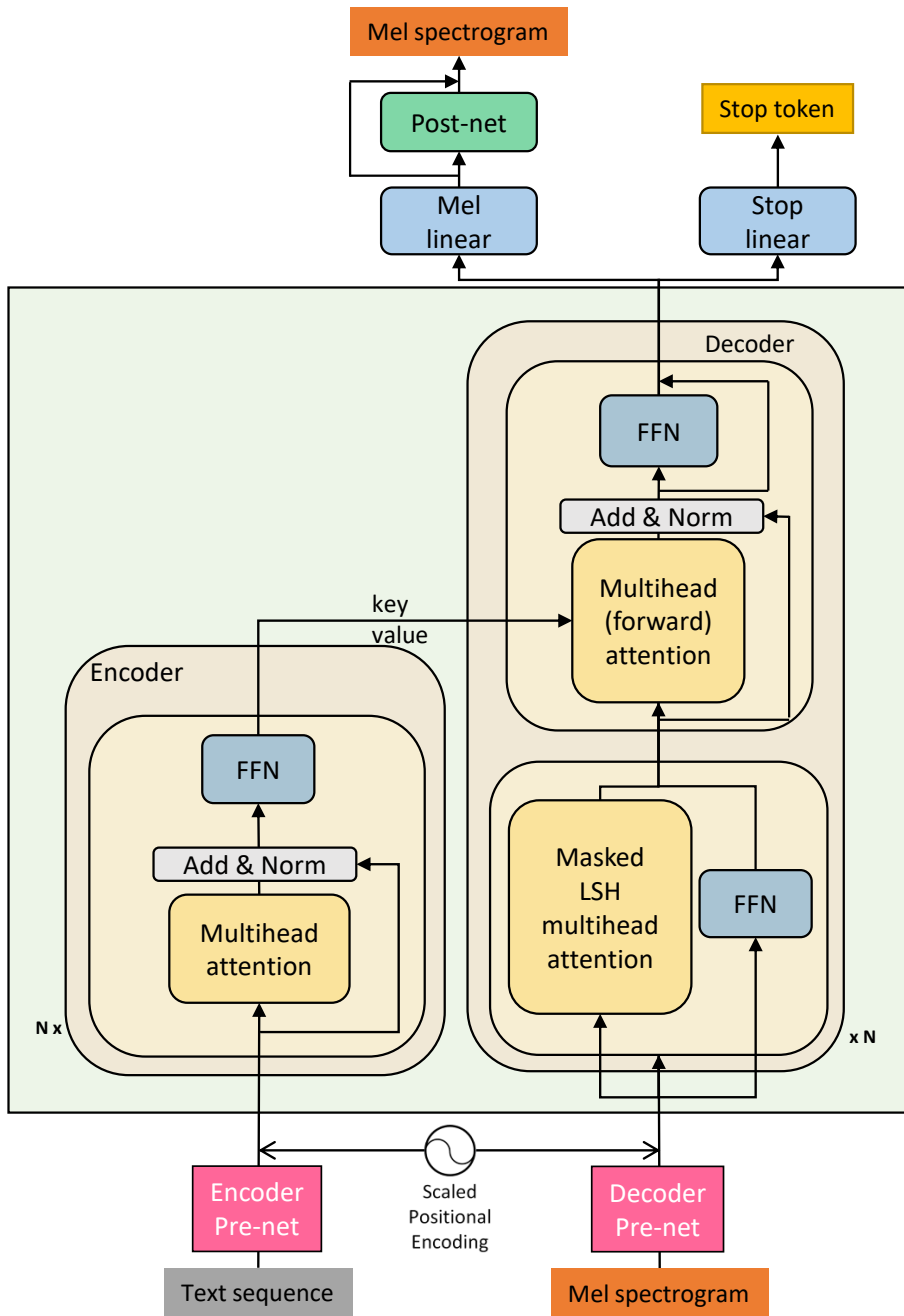 Mel spectrogram
Post-net
Stop token
Mel
linear
Stop
linear
Decoder
FFN
Add & Norm
Multihead
(forward)
attention
key
value
Encoder
FFN
Add & Norm
Multihead
attention
Masked
LSH
multihead
attention
FFN
N x
x N
Encoder
Pre-net
Scaled
Positional
Encoding
Decoder
Pre-net
Text sequence
Mel spectrogram